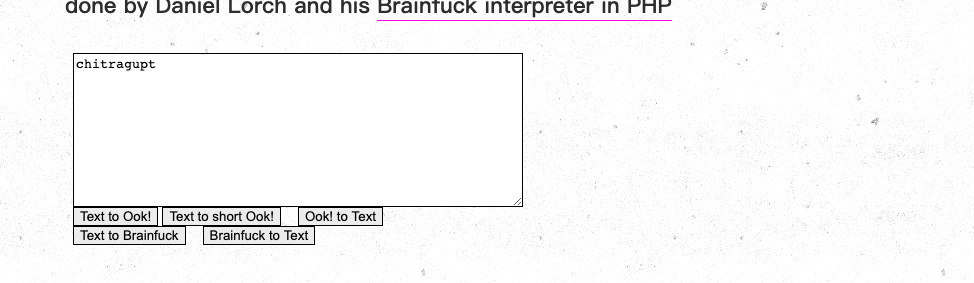 done by Daniel Lorch and his Brainfuck interpreter in PHP
chitragupt
Text to Ook! Text to short Ook! Ook! to Text
Text to Brainfuck Brainfuck to Text